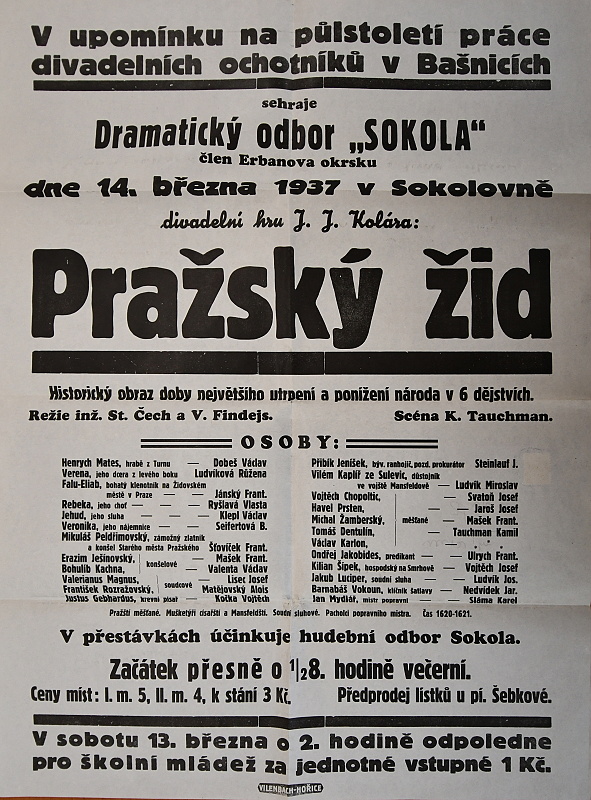 V upomínku na půlstoletí práce
divadelních ochotníků v Bašnicích
sehraje
Dramatický odbor „SOKOLA“
člen Erbanova okrsku
dne 14. března 1937 v Sokolovně
divadelní hru J. J. Kolára:
Pražský žid
Historický obraz doby největšího utrpení a ponížení národa v 6 dějstvích.
Režie inž. St. Čech a V. Findejs. Scéna K. Tauchman.
OSOBY:
Henrych Mates, hrabě z Turnu — Dobeš Václav
Verena, jeho dcera z levého boku Ludvíková Růžena
Falu-Eliab, bohatý klenotník na Židovském
městě v Praze — — Jánský Frant.
Rebeka, jeho choť — — Ryšlavá Vlasta
Jehud, jeho sluha — — Klepl Václav
Veronika, jeho nájemnice — Seifertová B.
Mikuláš Peldřimovský, zámožný zlatník
a konšel Starého města Pražského Šťovíček Frant.
Erazim Ješínovský, konšelové — Mašek Frant.
Bohulib Kachna, — Valenta Václav
Valerianus Magnus, soudcové — Lisec Josef
František Rozražovský, Matějovský Alois
Justus Gebhardus, krevní písař — Kočka Vojtěch
Přibík Jeníšek, býv. ranhojič, pozd. prokurátor Steinlauf J.
Vilém Kaplíř ze Sulevic, důstojník
ve vojště Mansfeldově — Ludvík Miroslav
Vojtěch Chopoltic, — — Svatoň Josef
Havel Prsten, — — Jaroš Josef
Michal Žamberský, měšťané — Mašek Frant.
Tomáš Dentulín, — Tauchman Kamil
Václav Karlon, — — „ „
Ondřej Jakobides, predikant — — Ulrych Frant.
Kilian Šípek, hospodský na Smrhově — Vojtěch Josef
Jakub Luciper, soudní sluha — Ludvík Jos.
Barnabáš Vokoun, klíčník šatlavy — Nedvídek Jar.
Jan Mydlář, mistr popravní — Sláma Karel
Pražští měšťané. Mušketýři císařští a Mansfeldští. Soudní sluhové. Pacholci popravního mistra. Čas 1620-1621.
V přestávkách účinkuje hudební odbor Sokola.
Začátek přesně o 1/2 8. hodině večerní.
Ceny míst: I. m. 5, II. m. 4, k stání 3 Kč. Předprodej lístků u pí. Šebkové.
V sobotu 13. března o 2. hodině odpoledne
pro školní mládež za jednotné vstupné 1 Kč.
VILENBACH-HOŘICE